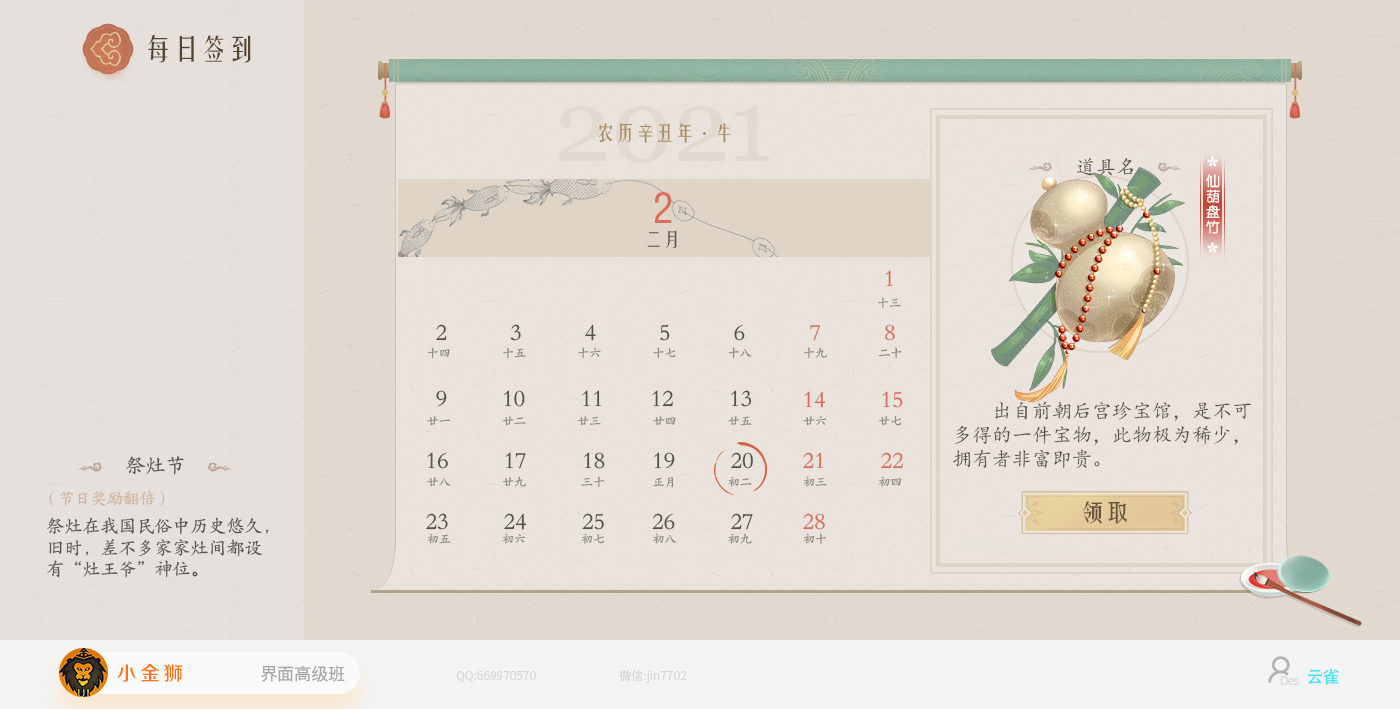 每日签到
2021
农历辛丑年·牛
2
二月
1
十三
2 3 4 5 6 7 8
十四 十五 十六 十七 十八 十九 二十
9 10 11 12 13 14 15
廿一 廿二 廿三 廿四 廿五 廿六 廿七
16 17 18 19 20 21 22
廿八 廿九 三十 正月 初二 初三 初四
23 24 25 26 27 28
初五 初六 初七 初八 初九 初十
道具名
仙葫盘竹
出自前朝后宫珍宝馆，是不可
多得的一件宝物，此物极为稀少，
拥有者非富即贵。
领取
祭灶节
（节日奖励翻倍）
祭灶在我国民俗中历史悠久，
旧时，差不多家家灶间都设
有“灶王爷”神位。
小金狮
界面高级班
QQ:669970570
微信:jin7702
Des 云雀